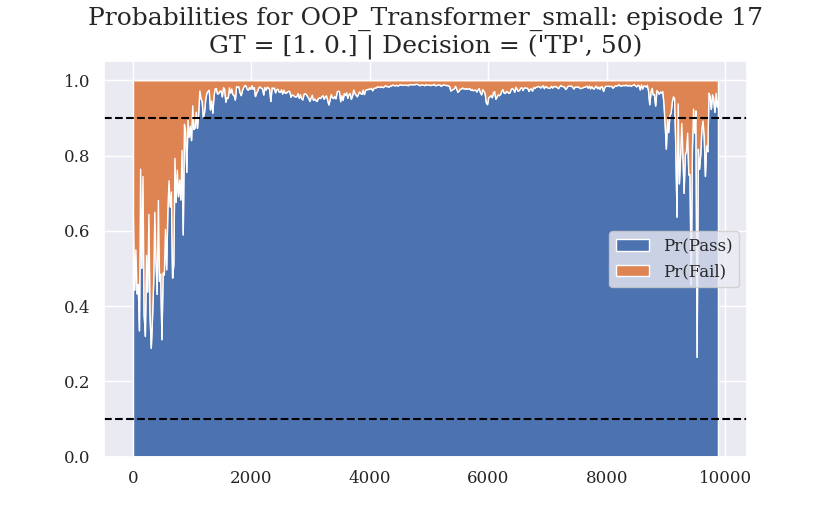 Probabilities for OOP_Transformer_small: episode 17
GT = [1. 0.] | Decision = ('TP', 50)
1.0
0.8
0.6
0.4
0.2
0.0
Pr(Pass)
Pr(Fail)
0 2000 4000 6000 8000 10000